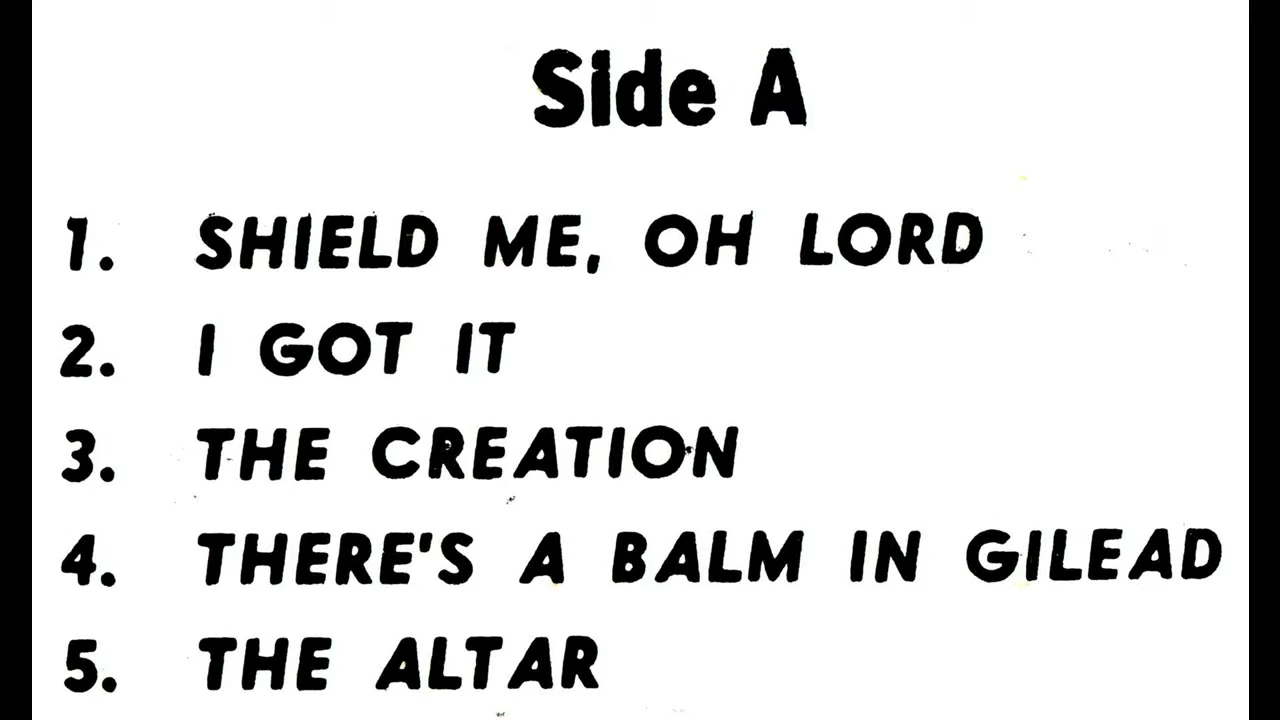 Side A
1. SHIELD ME, OH LORD
2. I GOT IT
3. THE CREATION
4. THERE'S A BALM IN GILEAD
5. THE ALTAR